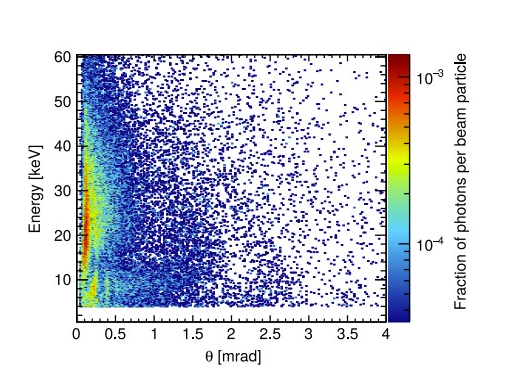 60
50
40
30
20
10
Energy [keV]
0 0.5 1 1.5 2 2.5 3 3.5 4
θ [mrad]
10⁻³
10⁻⁴
Fraction of photons per beam particle